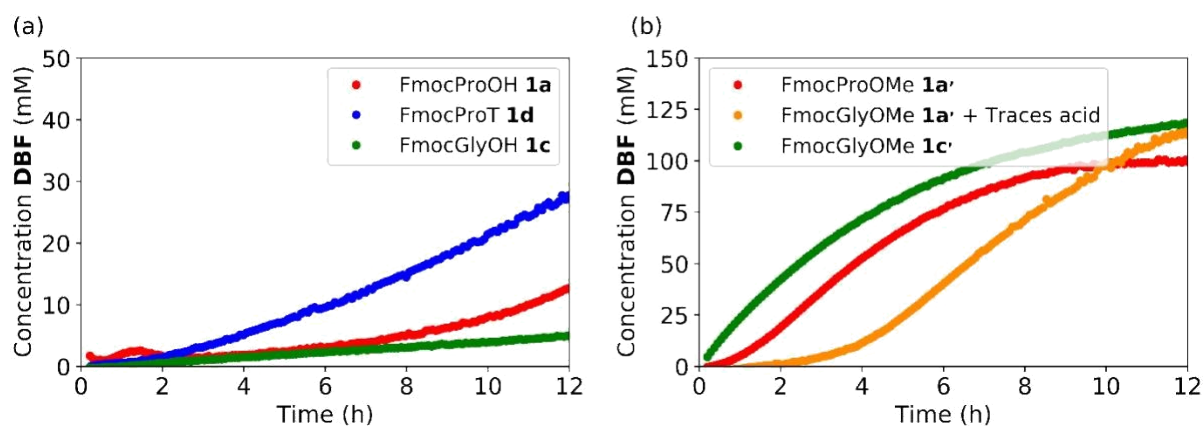 (a)
Concentration DBF (mM)
50
40
30
20
10
0
FmocProOH 1a
FmocProT 1d
FmocGlyOH 1c
0 2 4 6 8 10 12
Time (h)
(b)
Concentration DBF (mM)
150
125
100
75
50
25
0
FmocProOMe 1a'
FmocGlyOMe 1a' + Traces acid
FmocGlyOMe 1c'
0 2 4 6 8 10 12
Time (h)